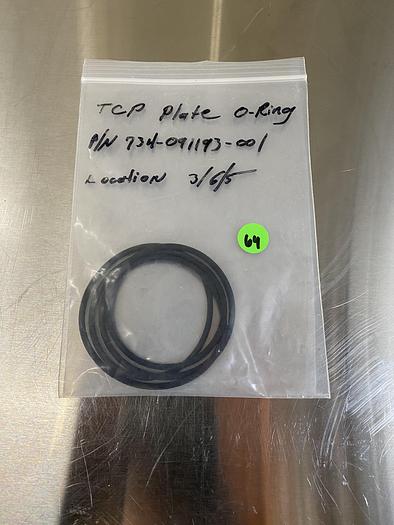 TCP Plate O-Ring
P/N 734-091193-001
Location 3/6/5
64